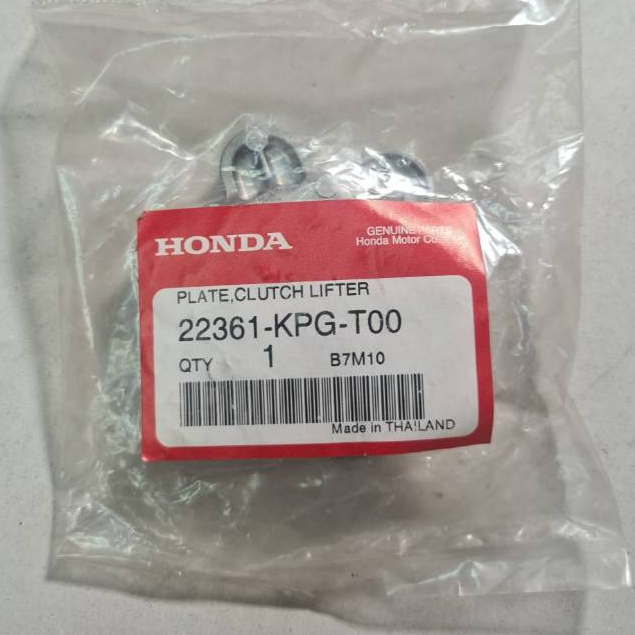 HONDA
GENUINE PARTS
Honda Motor Co.
PLATE,CLUTCH LIFTER
22361-KPG-T00
QTY 1 B7M10
Made in THAILAND